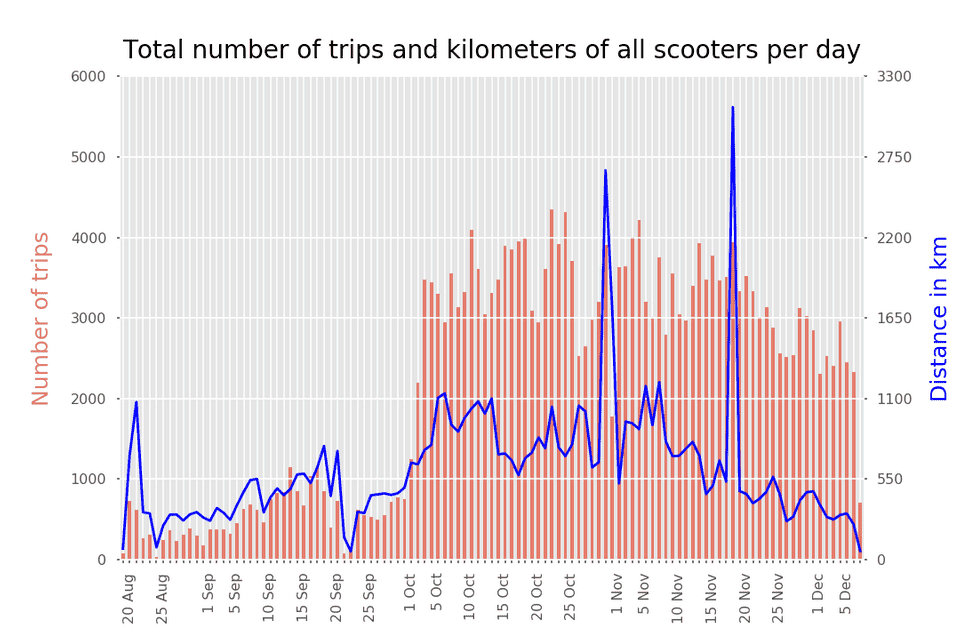 Total number of trips and kilometers of all scooters per day
Number of trips
6000
5000
4000
3000
2000
1000
0
3300
2750
2200
1650
1100
550
0
Distance in km
20 Aug
25 Aug
1 Sep
5 Sep
10 Sep
15 Sep
20 Sep
25 Sep
1 Oct
5 Oct
10 Oct
15 Oct
20 Oct
25 Oct
1 Nov
5 Nov
10 Nov
15 Nov
20 Nov
25 Nov
1 Dec
5 Dec